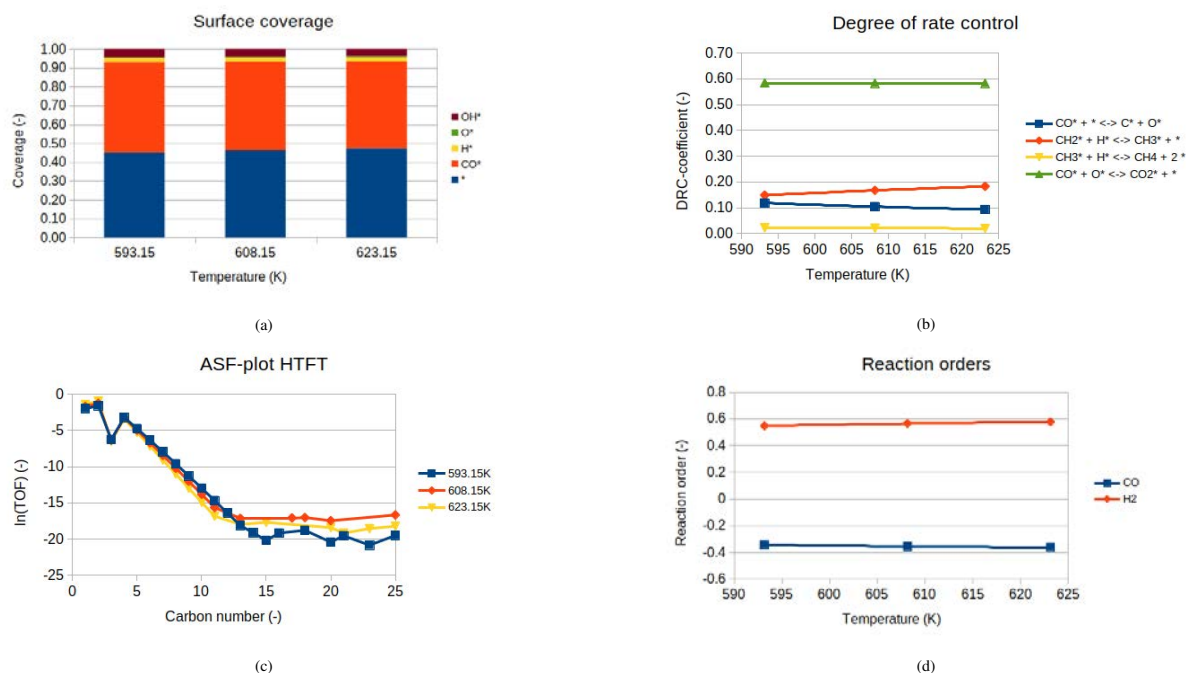 Surface coverage
1.00
0.90
0.80
0.70
0.60
0.50
0.40
0.30
0.20
0.10
0.00
Coverage (-)
593.15 608.15 623.15
Temperature (K)
OH*
O*
H*
CO*
*
(a)
Degree of rate control
0.70
0.60
0.50
0.40
0.30
0.20
0.10
0.00
DRC-coefficient (-)
590 595 600 605 610 615 620 625
Temperature (K)
CO* + * <-> C* + O*
CH2* + H* <-> CH3* + *
CH3* + H* <-> CH4 + 2 *
CO* + O* <-> CO2* + *
(b)
ASF-plot HTFT
0
-5
-10
-15
-20
-25
ln(TOF) (-)
0 5 10 15 20 25
Carbon number (-)
593.15K
608.15K
623.15K
(c)
Reaction orders
0.8
0.6
0.4
0.2
0
-0.2
-0.4
-0.6
Reaction order (-)
590 595 600 605 610 615 620 625
Temperature (K)
CO
H2
(d)